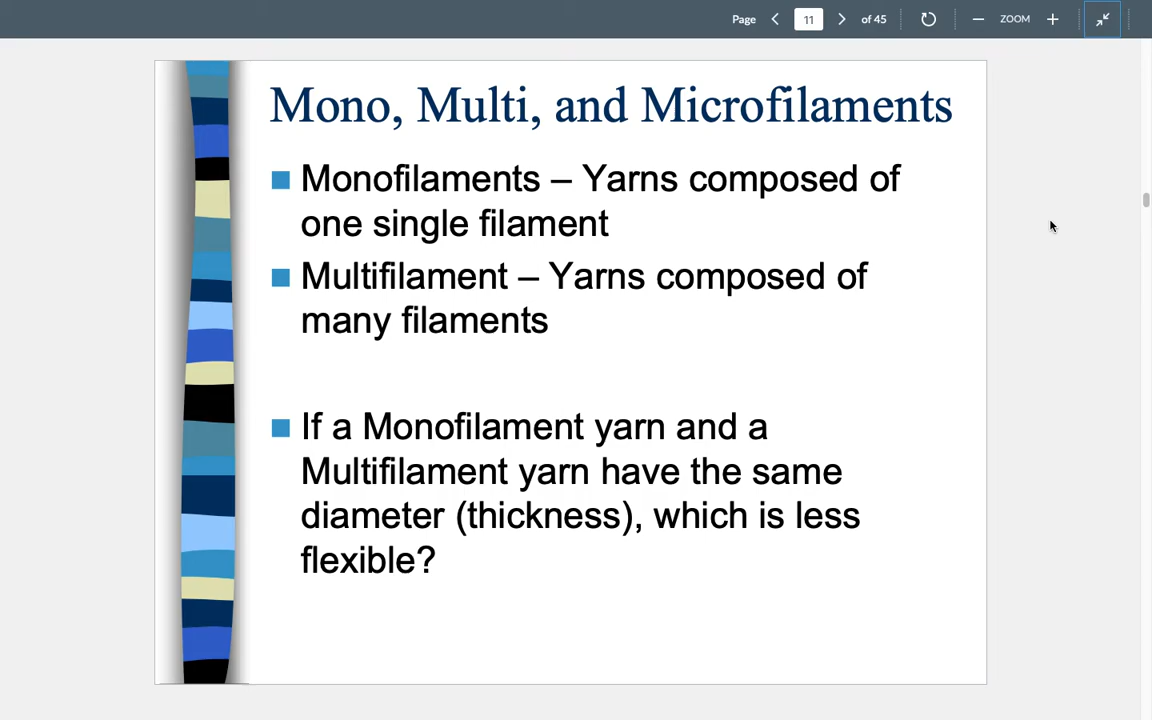 Page 11 of 45 ZOOM
Mono, Multi, and Microfilaments
Monofilaments – Yarns composed of
one single filament
Multifilament – Yarns composed of
many filaments
If a Monofilament yarn and a
Multifilament yarn have the same
diameter (thickness), which is less
flexible?